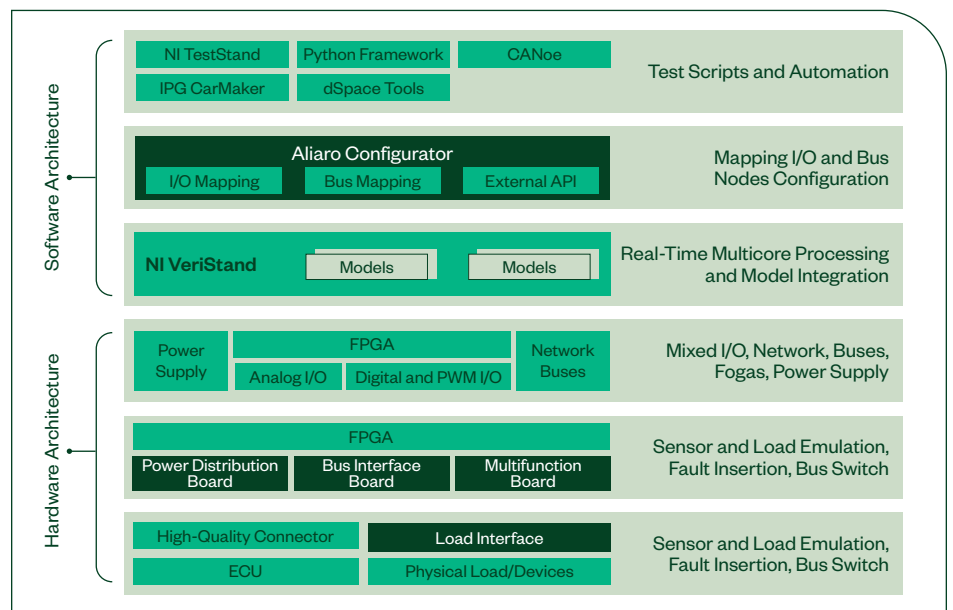 Software Architecture
NI TestStand
Python Framework
CANoe
IPG CarMaker
dSpace Tools
Test Scripts and Automation
Aliaro Configurator
I/O Mapping
Bus Mapping
External API
Mapping I/O and Bus
Nodes Configuration
NI VeriStand
Models
Models
Real-Time Multicore Processing
and Model Integration
Hardware Architecture
Power
Supply
FPGA
Analog I/O
Digital and PWM I/O
Network
Buses
Mixed I/O, Network, Buses,
Fogas, Power Supply
FPGA
Power Distribution
Board
Bus Interface
Board
Multifunction
Board
Sensor and Load Emulation,
Fault Insertion, Bus Switch
High-Quality Connector
Load Interface
ECU
Physical Load/Devices
Sensor and Load Emulation,
Fault Insertion, Bus Switch